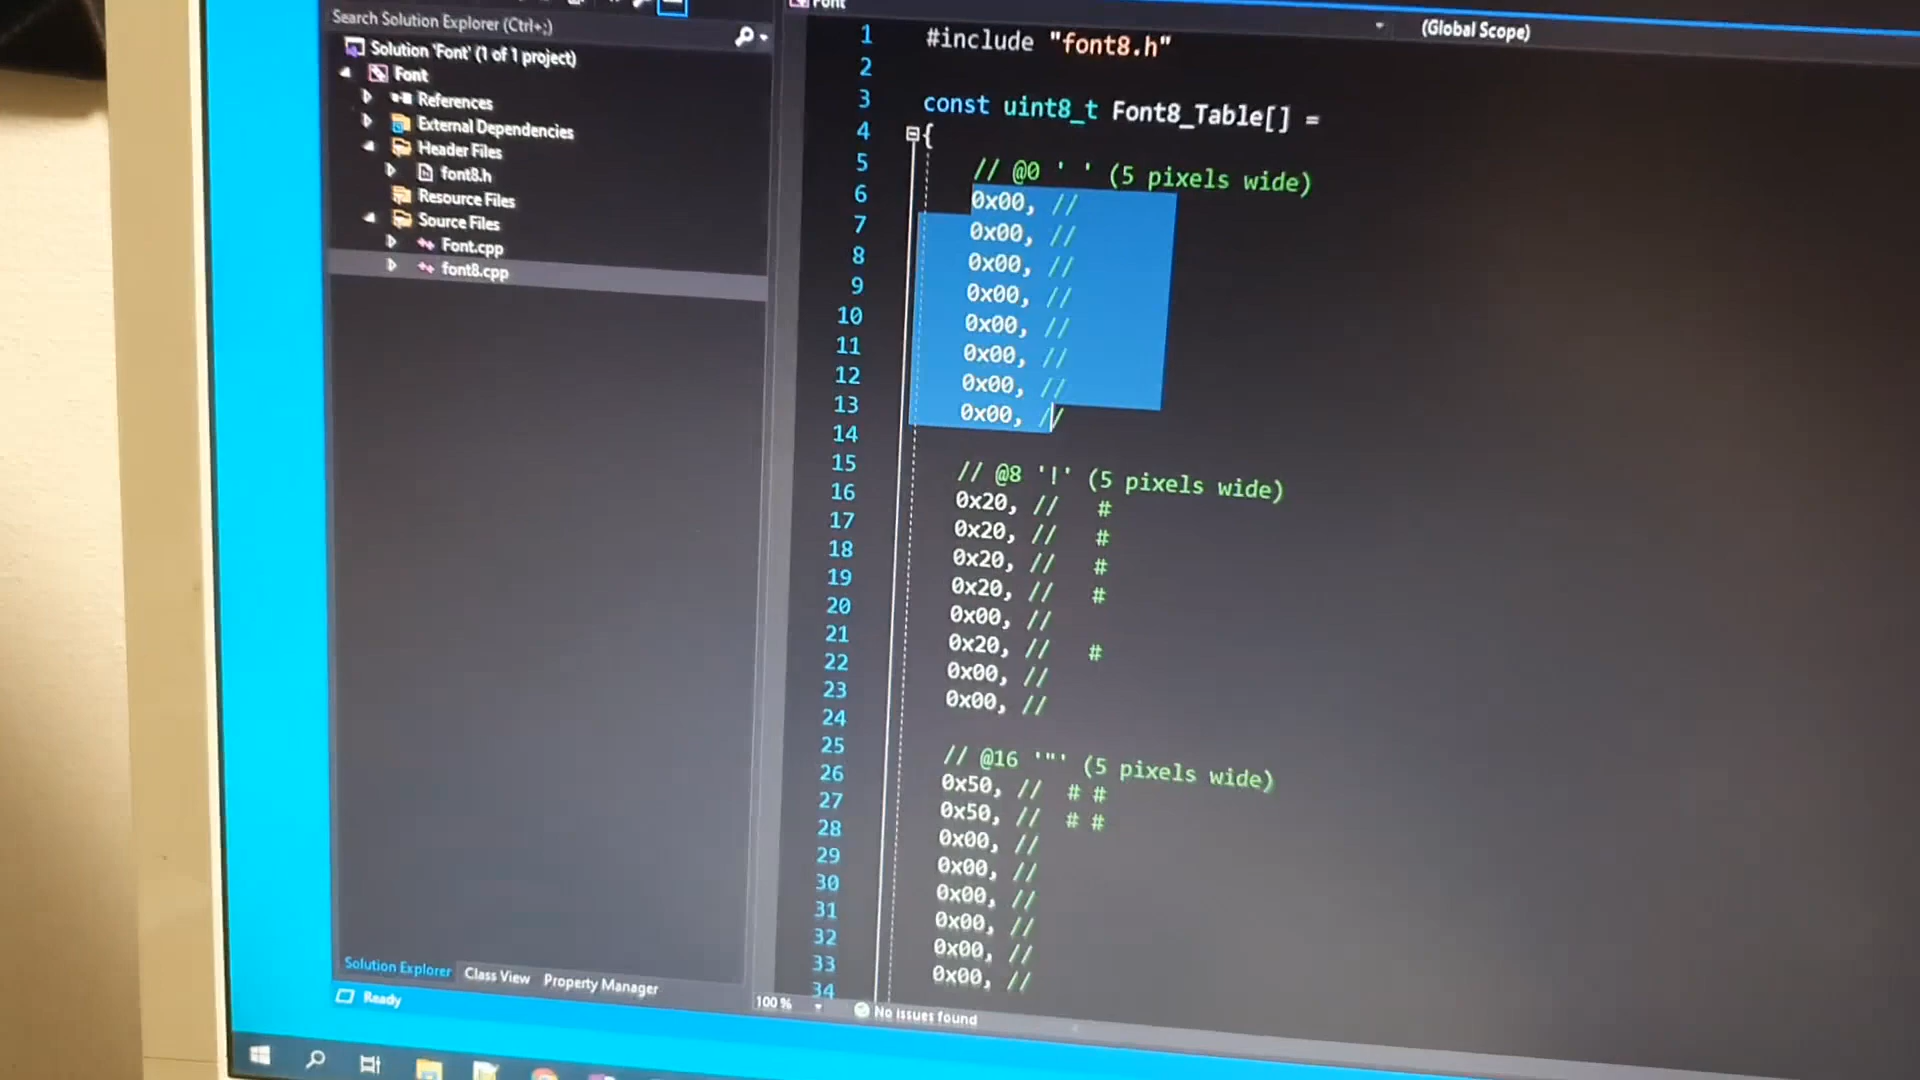 Search Solution Explorer (Ctrl+;)
Solution 'Font' (1 of 1 project)
Font
References
External Dependencies
Header Files
font8.h
Resource Files
Source Files
Font.cpp
font8.cpp
Solution Explorer
Class View
Property Manager
Ready
Font
(Global Scope)
1 #include "font8.h"
2
3 const uint8_t Font8_Table[] =
4 {
5 // @0 ' ' (5 pixels wide)
6 0x00, //
7 0x00, //
8 0x00, //
9 0x00, //
10 0x00, //
11 0x00, //
12 0x00, //
13 0x00, //
14
15 // @8 '!' (5 pixels wide)
16 0x20, // #
17 0x20, // #
18 0x20, // #
19 0x20, // #
20 0x00, //
21 0x20, // #
22 0x00, //
23 0x00, //
24
25 // @16 '"' (5 pixels wide)
26 0x50, // # #
27 0x50, // # #
28 0x00, //
29 0x00, //
30 0x00, //
31 0x00, //
32 0x00, //
33 0x00, //
34
100 %
No issues found